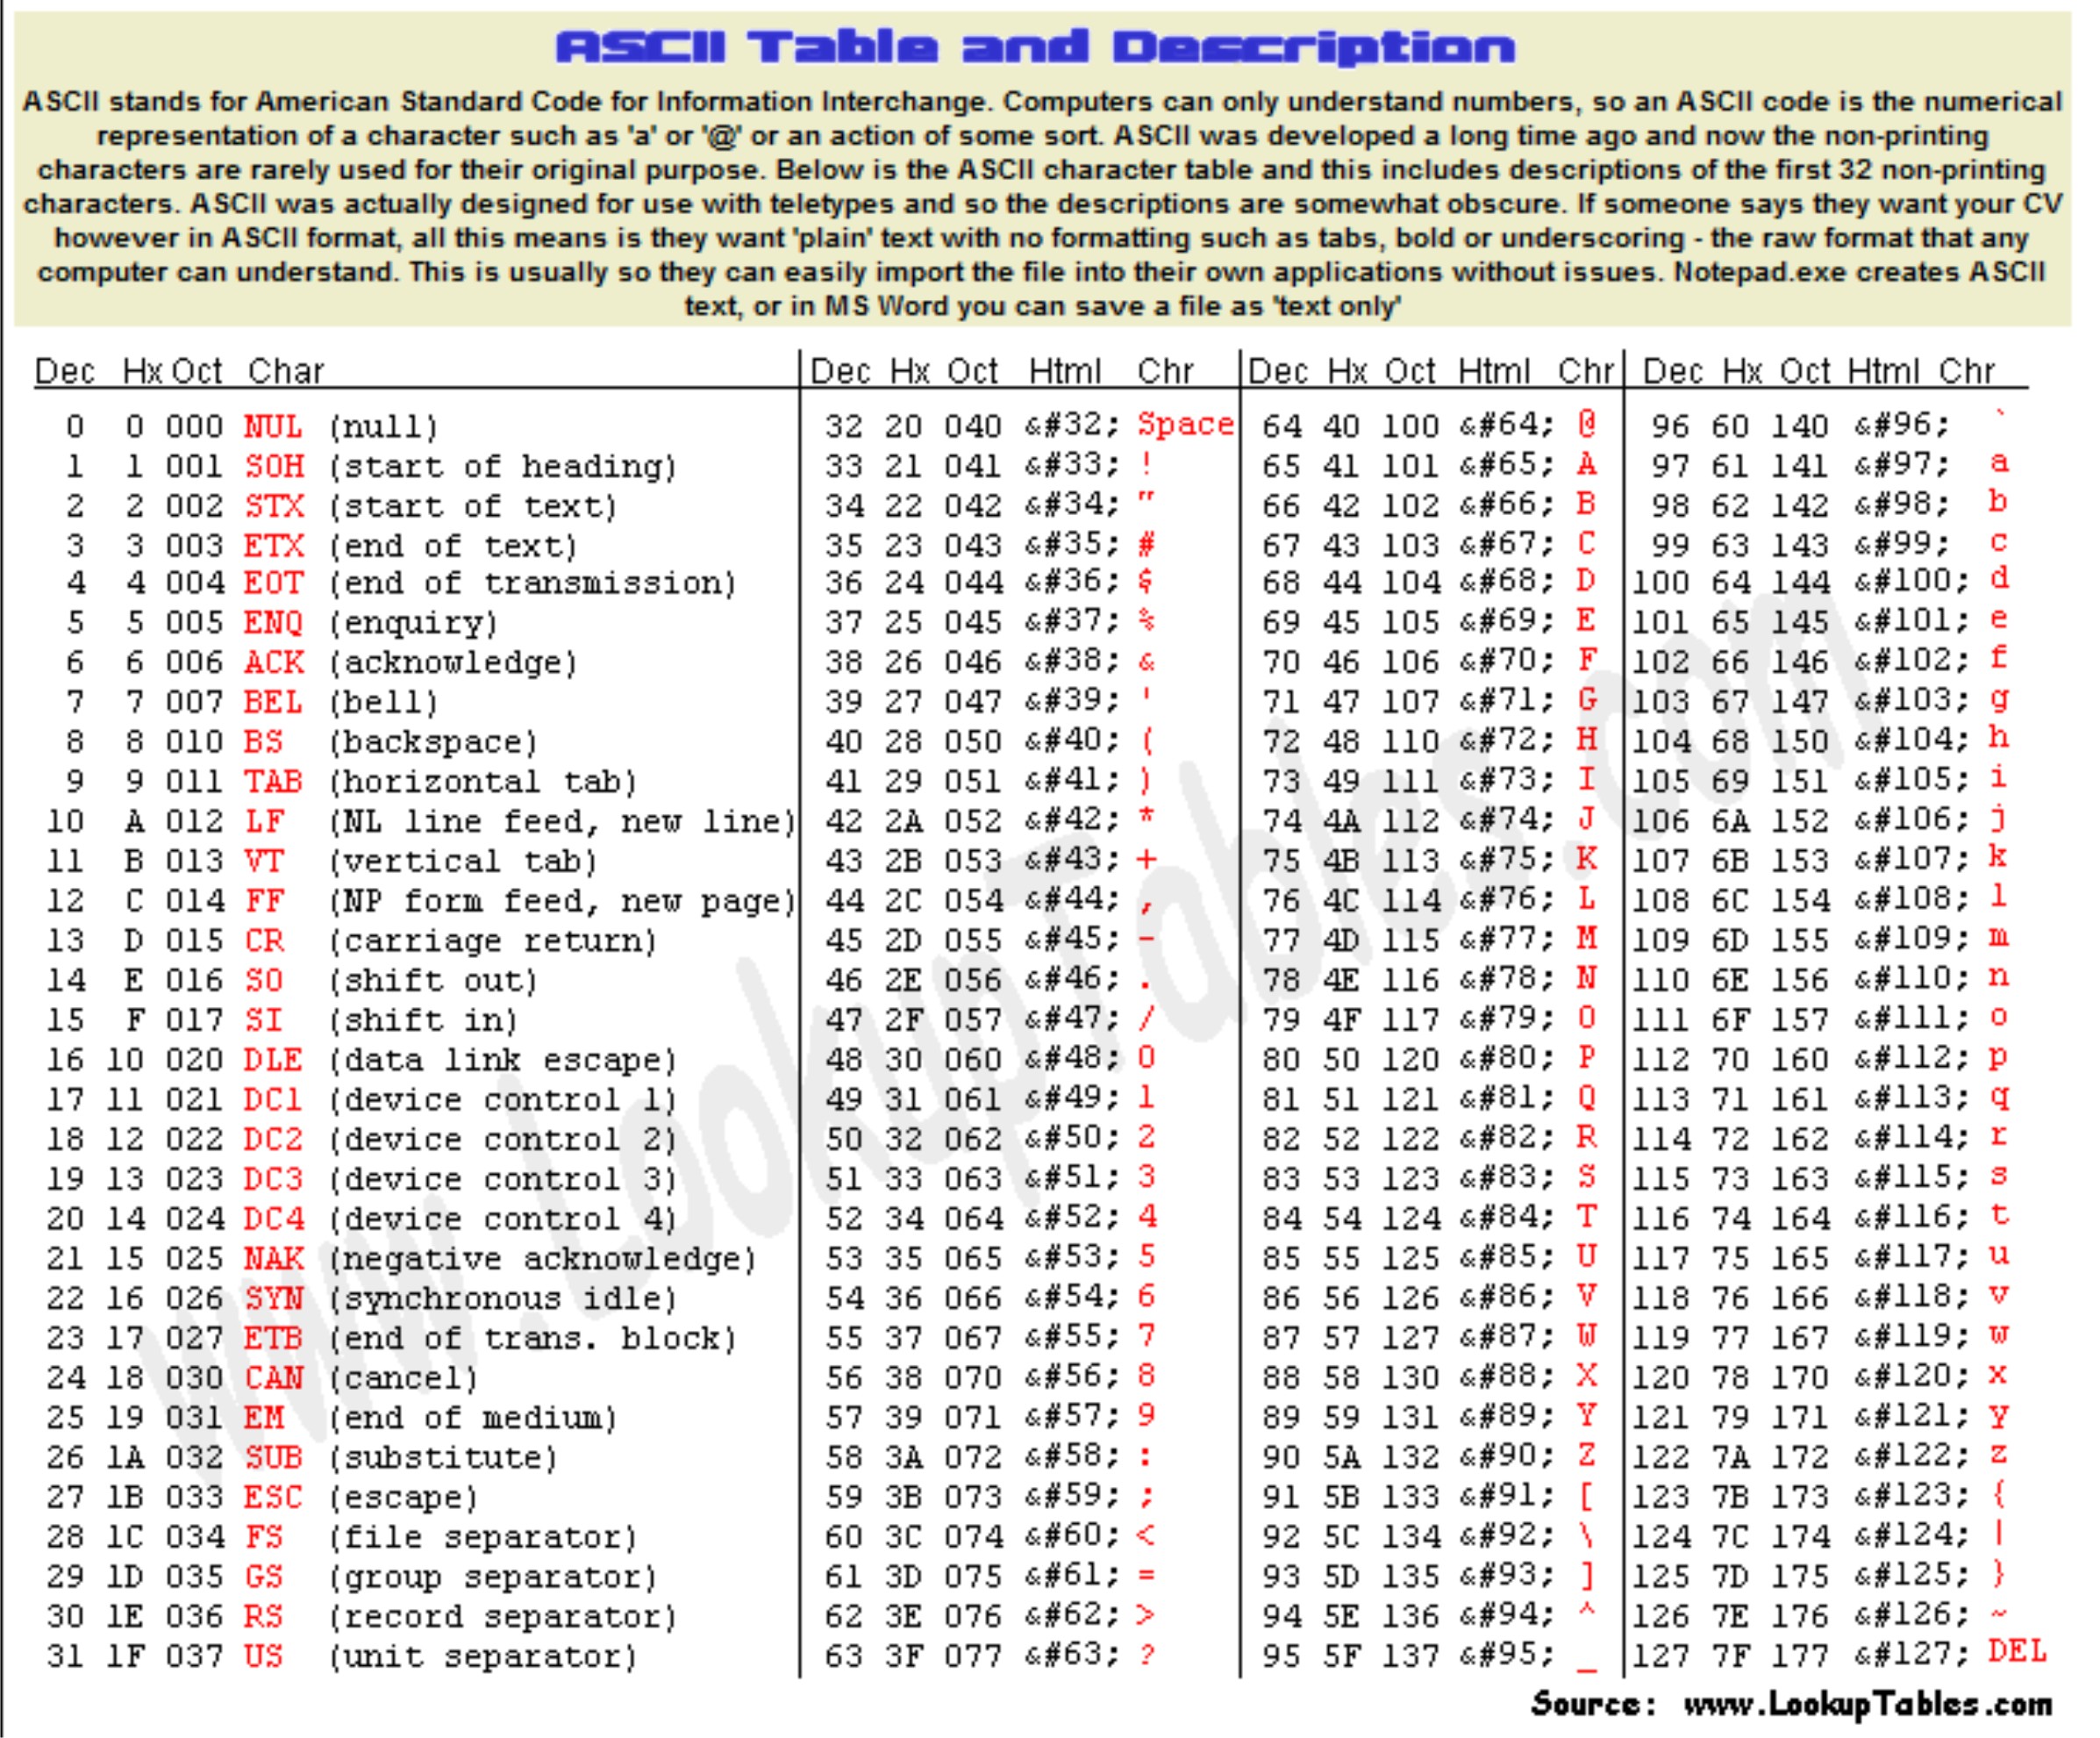 ASCII Table and Description
ASCII stands for American Standard Code for Information Interchange. Computers can only understand numbers, so an ASCII code is the numerical
representation of a character such as 'a' or '@' or an action of some sort. ASCII was developed a long time ago and now the non-printing
characters are rarely used for their original purpose. Below is the ASCII character table and this includes descriptions of the first 32 non-printing
characters. ASCII was actually designed for use with teletypes and so the descriptions are somewhat obscure. If someone says they want your CV
however in ASCII format, all this means is they want 'plain' text with no formatting such as tabs, bold or underscoring - the raw format that any
computer can understand. This is usually so they can easily import the file into their own applications without issues. Notepad.exe creates ASCII
text, or in MS Word you can save a file as 'text only'
Dec Hx Oct Char Dec Hx Oct Html Chr Dec Hx Oct Html Chr Dec Hx Oct Html Chr
0 0 000 NUL (null) 32 20 040 &#32; Space 64 40 100 &#64; @ 96 60 140 &#96; `
1 1 001 SOH (start of heading) 33 21 041 &#33; ! 65 41 101 &#65; A 97 61 141 &#97; a
2 2 002 STX (start of text) 34 22 042 &#34; " 66 42 102 &#66; B 98 62 142 &#98; b
3 3 003 ETX (end of text) 35 23 043 &#35; # 67 43 103 &#67; C 99 63 143 &#99; c
4 4 004 EOT (end of transmission) 36 24 044 &#36; $ 68 44 104 &#68; D 100 64 144 &#100; d
5 5 005 ENQ (enquiry) 37 25 045 &#37; % 69 45 105 &#69; E 101 65 145 &#101; e
6 6 006 ACK (acknowledge) 38 26 046 &#38; & 70 46 106 &#70; F 102 66 146 &#102; f
7 7 007 BEL (bell) 39 27 047 &#39; ' 71 47 107 &#71; G 103 67 147 &#103; g
8 8 010 BS (backspace) 40 28 050 &#40; ( 72 48 110 &#72; H 104 68 150 &#104; h
9 9 011 TAB (horizontal tab) 41 29 051 &#41; ) 73 49 111 &#73; I 105 69 151 &#105; i
10 A 012 LF (NL line feed, new line) 42 2A 052 &#42; * 74 4A 112 &#74; J 106 6A 152 &#106; j
11 B 013 VT (vertical tab) 43 2B 053 &#43; + 75 4B 113 &#75; K 107 6B 153 &#107; k
12 C 014 FF (NP form feed, new page) 44 2C 054 &#44; , 76 4C 114 &#76; L 108 6C 154 &#108; l
13 D 015 CR (carriage return) 45 2D 055 &#45; - 77 4D 115 &#77; M 109 6D 155 &#109; m
14 E 016 SO (shift out) 46 2E 056 &#46; . 78 4E 116 &#78; N 110 6E 156 &#110; n
15 F 017 SI (shift in) 47 2F 057 &#47; / 79 4F 117 &#79; O 111 6F 157 &#111; o
16 10 020 DLE (data link escape) 48 30 060 &#48; 0 80 50 120 &#80; P 112 70 160 &#112; p
17 11 021 DC1 (device control 1) 49 31 061 &#49; 1 81 51 121 &#81; Q 113 71 161 &#113; q
18 12 022 DC2 (device control 2) 50 32 062 &#50; 2 82 52 122 &#82; R 114 72 162 &#114; r
19 13 023 DC3 (device control 3) 51 33 063 &#51; 3 83 53 123 &#83; S 115 73 163 &#115; s
20 14 024 DC4 (device control 4) 52 34 064 &#52; 4 84 54 124 &#84; T 116 74 164 &#116; t
21 15 025 NAK (negative acknowledge) 53 35 065 &#53; 5 85 55 125 &#85; U 117 75 165 &#117; u
22 16 026 SYN (synchronous idle) 54 36 066 &#54; 6 86 56 126 &#86; V 118 76 166 &#118; v
23 17 027 ETB (end of trans. block) 55 37 067 &#55; 7 87 57 127 &#87; W 119 77 167 &#119; w
24 18 030 CAN (cancel) 56 38 070 &#56; 8 88 58 130 &#88; X 120 78 170 &#120; x
25 19 031 EM (end of medium) 57 39 071 &#57; 9 89 59 131 &#89; Y 121 79 171 &#121; y
26 1A 032 SUB (substitute) 58 3A 072 &#58; : 90 5A 132 &#90; Z 122 7A 172 &#122; z
27 1B 033 ESC (escape) 59 3B 073 &#59; ; 91 5B 133 &#91; [ 123 7B 173 &#123; {
28 1C 034 FS (file separator) 60 3C 074 &#60; < 92 5C 134 &#92; \ 124 7C 174 &#124; |
29 1D 035 GS (group separator) 61 3D 075 &#61; = 93 5D 135 &#93; ] 125 7D 175 &#125; }
30 1E 036 RS (record separator) 62 3E 076 &#62; > 94 5E 136 &#94; ^ 126 7E 176 &#126; ~
31 1F 037 US (unit separator) 63 3F 077 &#63; ? 95 5F 137 &#95; _ 127 7F 177 &#127; DEL
www.LookupTables.com
Source: www.LookupTables.com